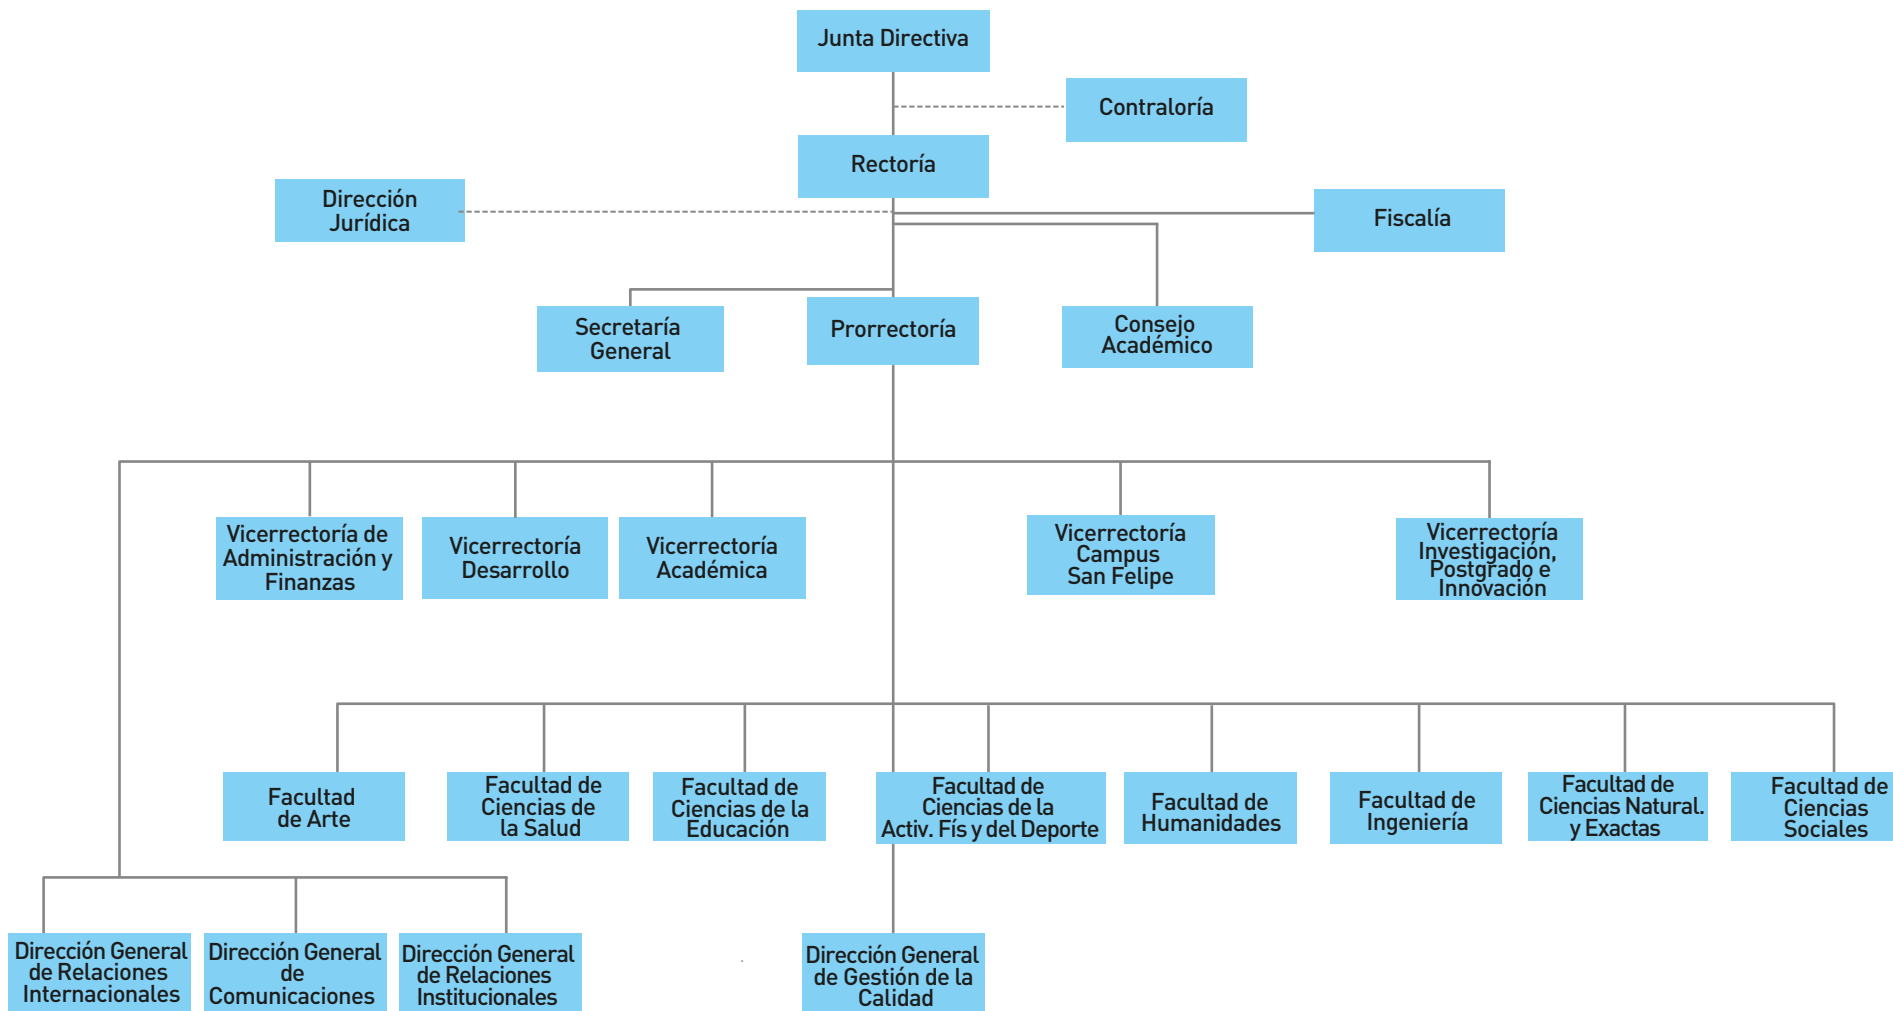 Junta Directiva
Contraloría
Rectoría
Dirección
Jurídica
Fiscalía
Secretaría
General
Prorrectoría
Consejo
Académico
Vicerrectoría de
Administración y
Finanzas
Vicerrectoría
Desarrollo
Vicerrectoría
Académica
Vicerrectoría
Campus
San Felipe
Vicerrectoría
Investigación,
Postgrado e
Innovación
Facultad
de Arte
Facultad de
Ciencias de
la Salud
Facultad de
Ciencias de la
Educación
Facultad de
Ciencias de la
Activ. Fís y del Deporte
Facultad de
Humanidades
Facultad de
Ingeniería
Facultad de
Ciencias Natural.
y Exactas
Facultad de
Ciencias
Sociales
Dirección General
de Relaciones
Internacionales
Dirección General
de
Comunicaciones
Dirección General
de Relaciones
Institucionales
Dirección General
de Gestión de la
Calidad